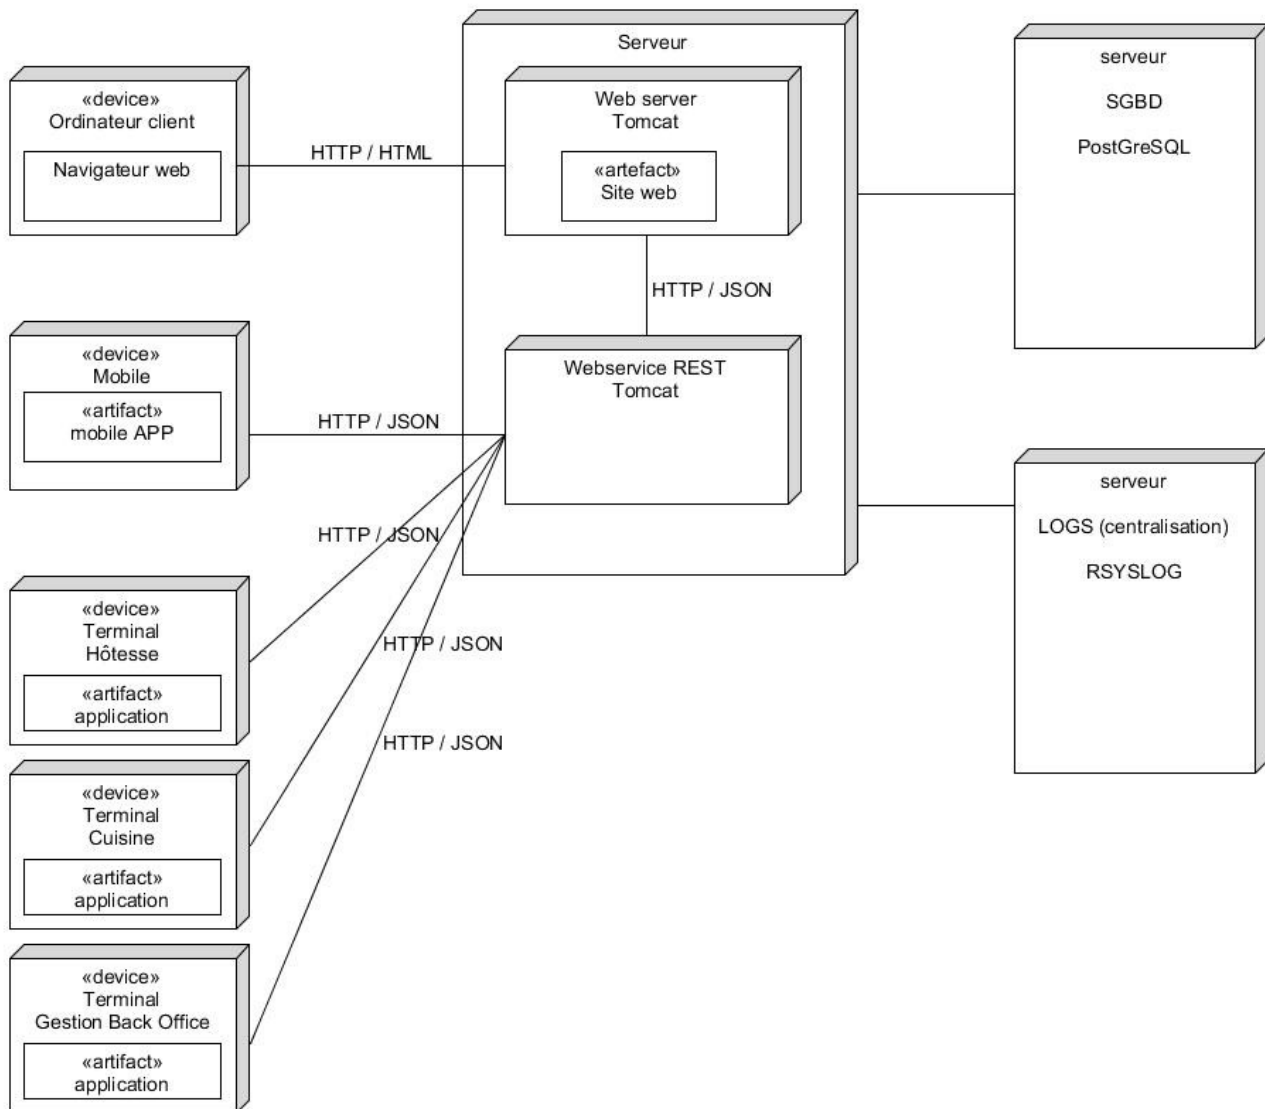 Serveur
«device»
Ordinateur client
Navigateur web
HTTP / HTML
Web server
Tomcat
«artefact»
Site web
serveur
SGBD
PostGreSQL
HTTP / JSON
«device»
Mobile
«artifact»
mobile APP
HTTP / JSON
Webservice REST
Tomcat
serveur
LOGS (centralisation)
RSYSLOG
HTTP / JSON
«device»
Terminal
Hôtesse
«artifact»
application
HTTP / JSON
HTTP / JSON
«device»
Terminal
Cuisine
«artifact»
application
«device»
Terminal
Gestion Back Office
«artifact»
application